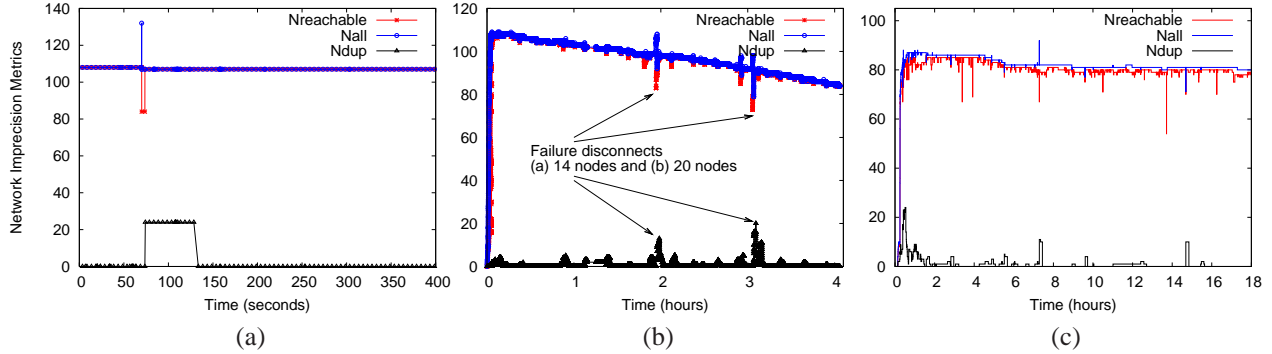 Network Imprecision Metrics
140
120
100
80
60
40
20
0
Nreachable
Nall
Ndup
0 50 100 150 200 250 300 350 400
Time (seconds)
(a)
120
100
80
60
40
20
0
Nreachable
Nall
Ndup
Failure disconnects
(a) 14 nodes and (b) 20 nodes
0 1 2 3 4
Time (hours)
(b)
100
80
60
40
20
0
Nreachable
Nall
Ndup
0 2 4 6 8 10 12 14 16 18
Time (hours)
(c)